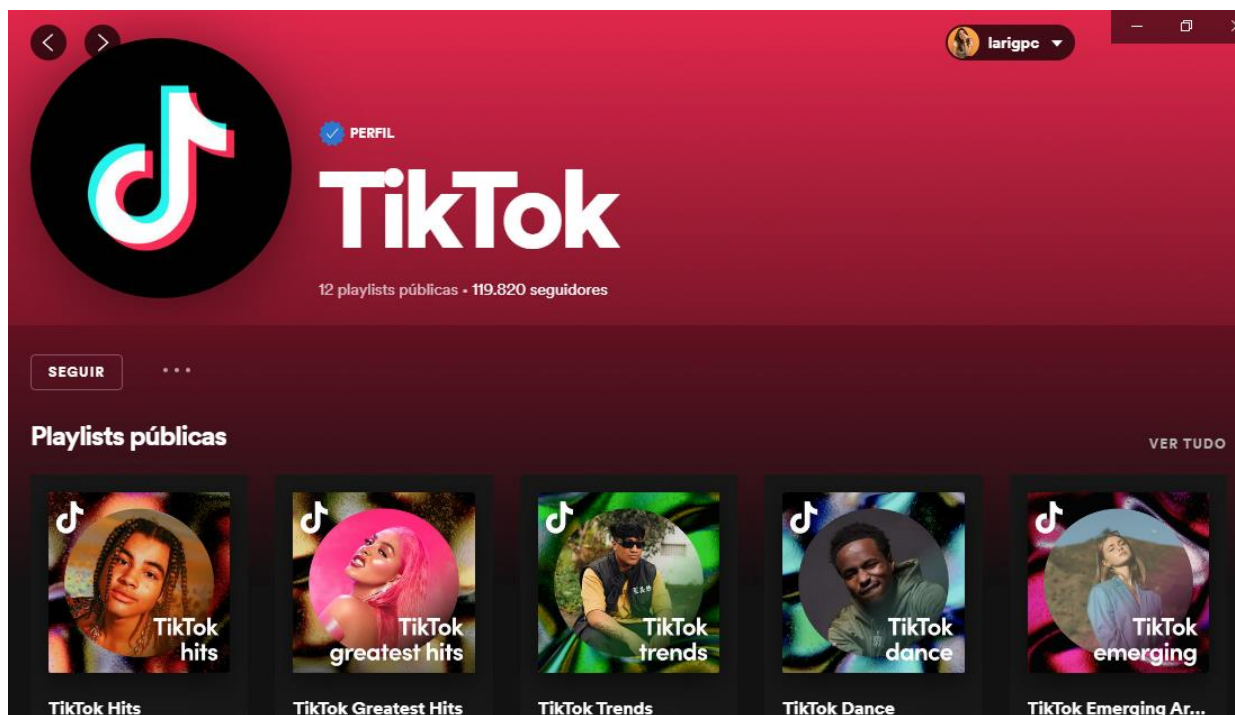 larigpc
PERFIL
TikTok
12 playlists públicas • 119.820 seguidores
SEGUIR
Playlists públicas
VER TUDO
TikTok
hits
TikTok
greatest hits
TikTok
trends
TikTok
dance
TikTok
emerging
TikTok Hits
TikTok Greatest Hits
TikTok Trends
TikTok Dance
TikTok Emerging Ar...